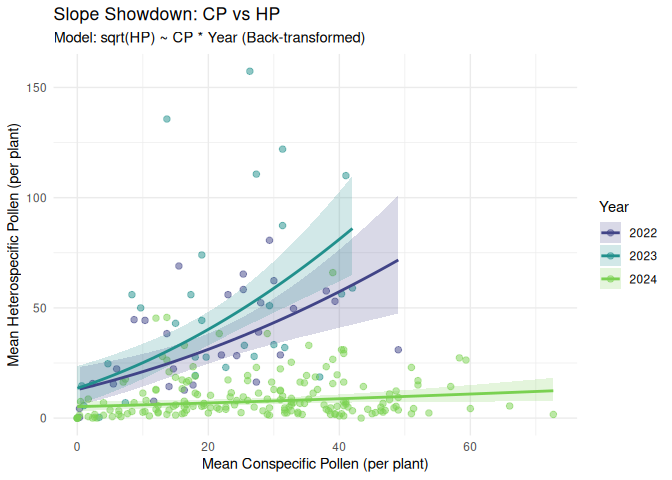 Slope Showdown: CP vs HP
Model: sqrt(HP) ~ CP * Year (Back-transformed)
150
100
50
0
Mean Heterospecific Pollen (per plant)
0 20 40 60
Mean Conspecific Pollen (per plant)
Year
2022
2023
2024